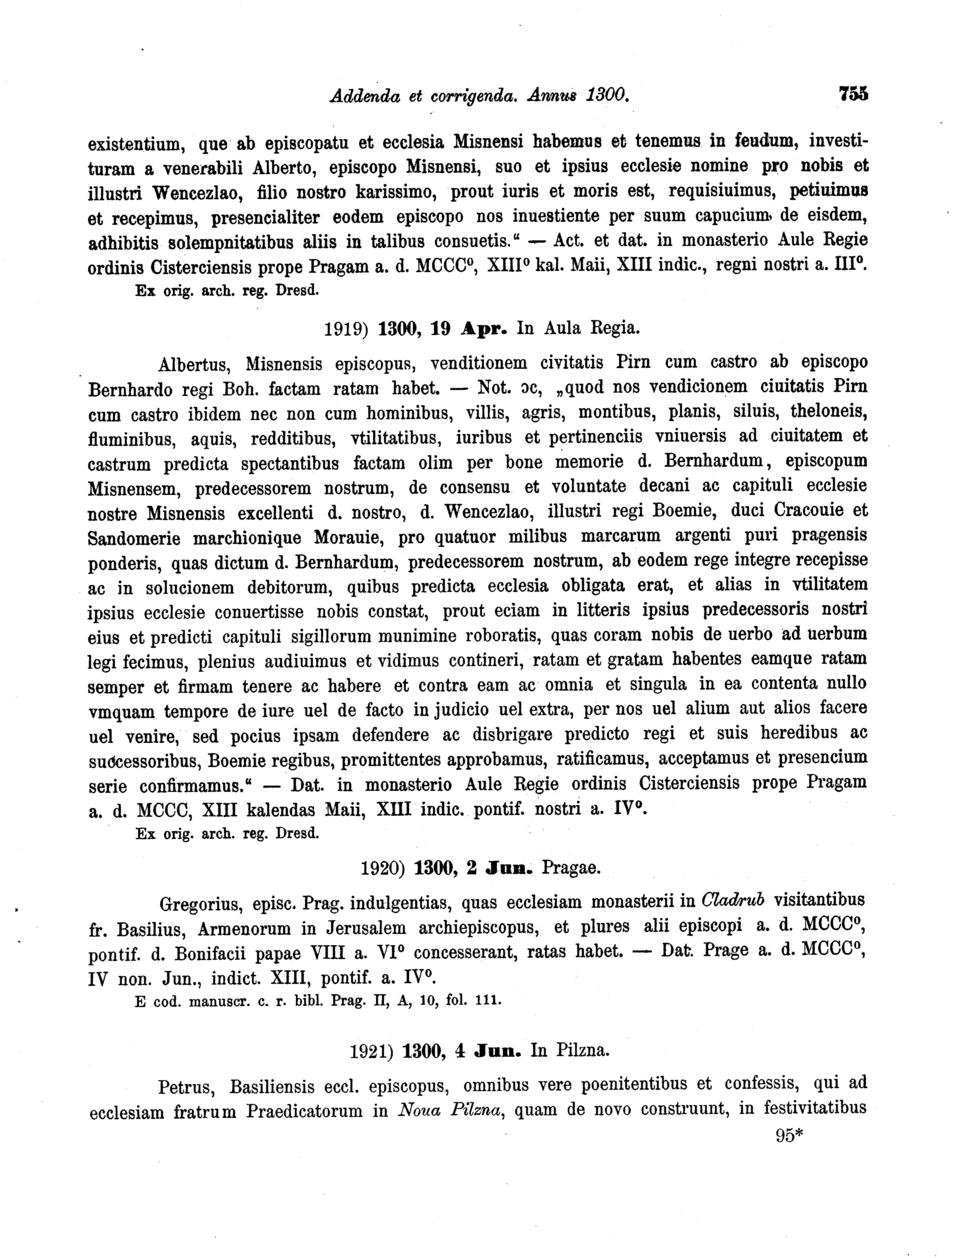 Addenda et corrigenda. Annus 1300. 755
existentium, que ab episcopatu et ecclesia Misnensi habemus et tenemus in feudum, investi-
turam a venerabili Alberto, episcopo Misnensi, suo et ipsius ecclesie nomine pro nobis et
illustri Wencezlao, filio nostro karissimo, prout iuris et moris est, requisiuimus, petiuimus
et recepimus, presencialiter eodem episcopo nos inuestiente per suum capucium, de eisdem,
adhibitis solempnitatibus aliis in talibus consuetis.“ — Act. et dat. in monasterio Aule Regie
ordinis Cisterciensis prope Pragam a. d. MCCC⁰, XIII⁰ kal. Maii, XIII indic., regni nostri a. III⁰.
Ex orig. arch. reg. Dresd.
1919) 1300, 19 Apr. In Aula Regia.
Albertus, Misnensis episcopus, venditionem civitatis Pirn cum castro ab episcopo
Bernhardo regi Boh. factam ratam habet. — Not. ɔc, „quod nos vendicionem ciuitatis Pirn
cum castro ibidem nec non cum hominibus, villis, agris, montibus, planis, siluis, theloneis,
fluminibus, aquis, redditibus, vtilitatibus, iuribus et pertinenciis vniuersis ad ciuitatem et
castrum predicta spectantibus factam olim per bone memorie d. Bernhardum, episcopum
Misnensem, predecessorem nostrum, de consensu et voluntate decani ac capituli ecclesie
nostre Misnensis excellenti d. nostro, d. Wencezlao, illustri regi Boemie, duci Cracouie et
Sandomerie marchionique Morauie, pro quatuor milibus marcarum argenti puri pragensis
ponderis, quas dictum d. Bernhardum, predecessorem nostrum, ab eodem rege integre recepisse
ac in solucionem debitorum, quibus predicta ecclesia obligata erat, et alias in vtilitatem
ipsius ecclesie conuertisse nobis constat, prout eciam in litteris ipsius predecessoris nostri
eius et predicti capituli sigillorum munimine roboratis, quas coram nobis de uerbo ad uerbum
legi fecimus, plenius audiuimus et vidimus contineri, ratam et gratam habentes eamque ratam
semper et firmam tenere ac habere et contra eam ac omnia et singula in ea contenta nullo
vmquam tempore de iure uel de facto in judicio uel extra, per nos uel alium aut alios facere
uel venire, sed pocius ipsam defendere ac disbrigare predicto regi et suis heredibus ac
successoribus, Boemie regibus, promittentes approbamus, ratificamus, acceptamus et presencium
serie confirmamus.“ — Dat. in monasterio Aule Regie ordinis Cisterciensis prope Pragam
a. d. MCCC, XIII kalendas Maii, XIII indic. pontif. nostri a. IV⁰.
Ex orig. arch. reg. Dresd.
1920) 1300, 2 Jun. Pragae.
Gregorius, episc. Prag. indulgentias, quas ecclesiam monasterii in Cladrub visitantibus
fr. Basilius, Armenorum in Jerusalem archiepiscopus, et plures alii episcopi a. d. MCCC⁰,
pontif. d. Bonifacii papae VIII a. VI⁰ concesserant, ratas habet. — Dat. Prage a. d. MCCC⁰,
IV non. Jun., indict. XIII, pontif. a. IV⁰.
E cod. manuscr. c. r. bibl. Prag. II, A, 10, fol. 111.
1921) 1300, 4 Jun. In Pilzna.
Petrus, Basiliensis eccl. episcopus, omnibus vere poenitentibus et confessis, qui ad
ecclesiam fratrum Praedicatorum in Noua Pilzna, quam de novo construunt, in festivitatibus
95*